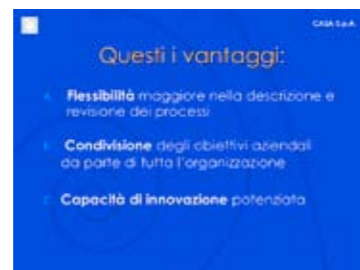 CASA S.p.A.
Questi i vantaggi:
A. Flessibilità maggiore nella descrizione e
revisione dei processi
B. Condivisione degli obiettivi aziendali
da parte di tutta l'organizzazione
C. Capacità di innovazione potenziata